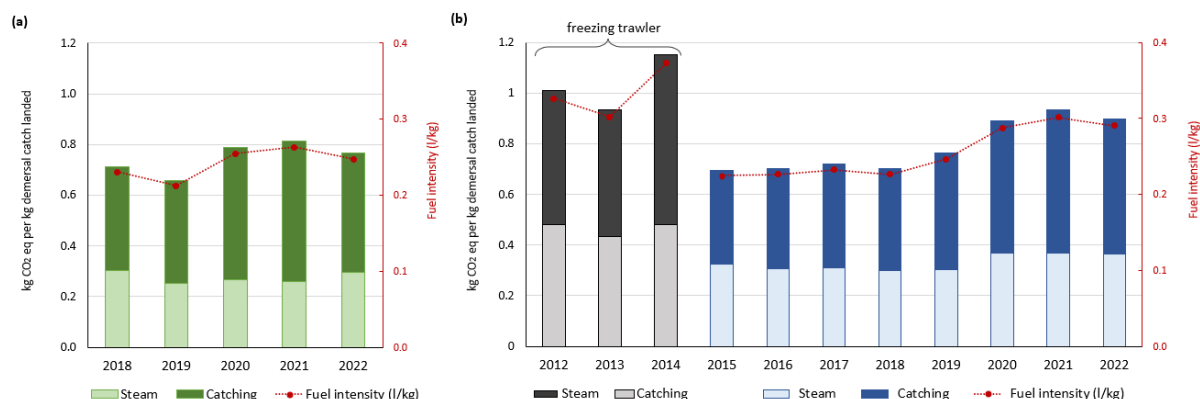 (a)
kg CO₂ eq per kg demersal catch landed
1.2
1.0
0.8
0.6
0.4
0.2
0.0
0.4
0.3
0.2
0.1
0.0
Fuel intensity (l/kg)
2018 2019 2020 2021 2022
Steam Catching Fuel intensity (l/kg)
(b)
freezing trawler
kg CO₂ eq per kg demersal catch landed
1.2
1
0.8
0.6
0.4
0.2
0
0.4
0.3
0.2
0.1
0.0
Fuel intensity (l/kg)
2012 2013 2014 2015 2016 2017 2018 2019 2020 2021 2022
Steam Catching Steam Catching Fuel intensity (l/kg)